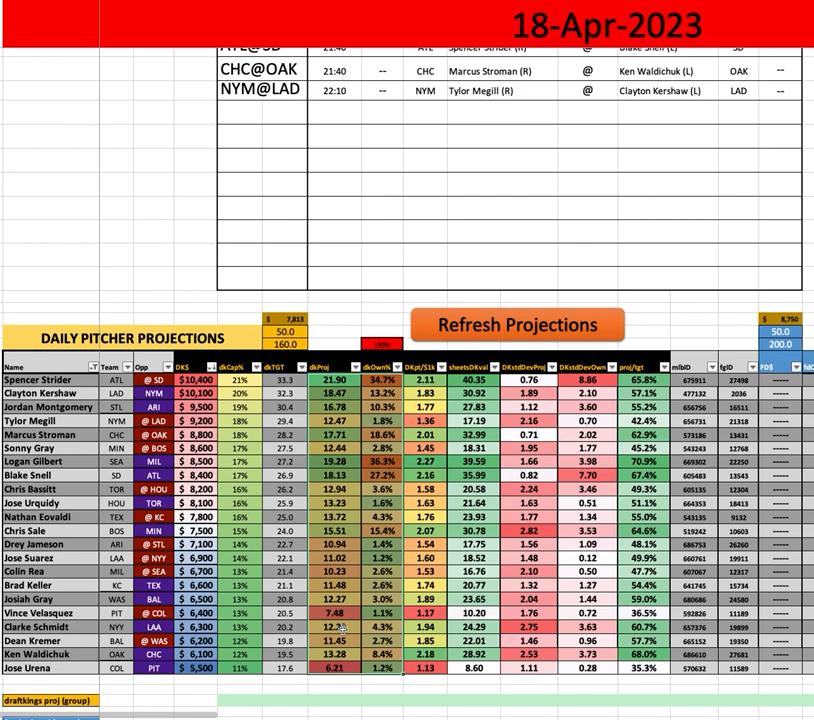 18-Apr-2023
ATL@SD 21:40 -- ATL Spencer Strider (R) @ Blake Snell (L) SD --
CHC@OAK 21:40 -- CHC Marcus Stroman (R) @ Ken Waldichuk (L) OAK --
NYM@LAD 22:10 -- NYM Tylor Megill (R) @ Clayton Kershaw (L) LAD --
$ 7,813 $ 8,750
Refresh Projections
50.0 50.0
DAILY PITCHER PROJECTIONS
160.0 200.0
Name Team Opp DK$ dkCap% dkTGT dkProj dkOwn% DKpt/$1k sheetsDKval DKstdDevProj DKstdDevOwn proj/tgt mlbID fgID FD$
Spencer Strider ATL @ SD $10,400 21% 33.3 21.90 34.7% 2.11 40.35 0.76 8.86 65.8% 675911 27498 -----
Clayton Kershaw LAD NYM $10,100 20% 32.3 18.47 13.2% 1.83 30.92 1.89 2.10 57.1% 477132 2036 -----
Jordan Montgomery STL ARI $ 9,500 19% 30.4 16.78 10.3% 1.77 27.83 1.12 3.60 55.2% 656756 16511 -----
Tylor Megill NYM @ LAD $ 9,200 18% 29.4 12.47 1.8% 1.36 17.19 2.16 0.70 42.4% 656731 21318 -----
Marcus Stroman CHC @ OAK $ 8,800 18% 28.2 17.71 18.6% 2.01 32.99 0.71 2.02 62.9% 573186 13431 -----
Sonny Gray MIN @ BOS $ 8,600 17% 27.5 12.44 2.8% 1.45 18.31 1.95 1.77 45.2% 543243 12768 -----
Logan Gilbert SEA MIL $ 8,500 17% 27.2 19.28 36.3% 2.27 39.59 1.66 3.98 70.9% 669302 22250 -----
Blake Snell SD ATL $ 8,400 17% 26.9 18.13 27.2% 2.16 35.99 0.82 7.70 67.4% 605483 13543 -----
Chris Bassitt TOR @ HOU $ 8,200 16% 26.2 12.94 3.6% 1.58 20.58 2.24 3.46 49.3% 605135 12304 -----
Jose Urquidy HOU TOR $ 8,100 16% 25.9 13.23 1.6% 1.63 21.64 1.63 0.51 51.1% 664353 18413 -----
Nathan Eovaldi TEX @ KC $ 7,800 16% 25.0 13.72 4.3% 1.76 23.93 1.77 1.34 55.0% 543135 9132 -----
Chris Sale BOS MIN $ 7,500 15% 24.0 15.51 15.4% 2.07 30.78 2.82 3.53 64.6% 519242 10603 -----
Drey Jameson ARI @ STL $ 7,100 14% 22.7 10.94 1.4% 1.54 17.75 1.56 1.09 48.1% 686753 26260 -----
Jose Suarez LAA @ NYY $ 6,900 14% 22.1 11.02 1.2% 1.60 18.52 1.48 0.12 49.9% 660761 19911 -----
Colin Rea MIL @ SEA $ 6,700 13% 21.4 10.23 2.6% 1.53 16.76 2.10 0.50 47.7% 607067 12317 -----
Brad Keller KC TEX $ 6,600 13% 21.1 11.48 2.6% 1.74 20.77 1.32 1.27 54.4% 641745 15734 -----
Josiah Gray WAS BAL $ 6,500 13% 20.8 12.27 3.0% 1.89 23.65 2.04 1.44 59.0% 680686 24580 -----
Vince Velasquez PIT @ COL $ 6,400 13% 20.5 7.48 1.1% 1.17 10.20 1.76 0.72 36.5% 592826 11189 -----
Clarke Schmidt NYY LAA $ 6,300 13% 20.2 4.3% 1.94 24.29 2.75 3.63 60.7% 657376 19899 -----
Dean Kremer BAL @ WAS $ 6,200 12% 19.8 11.45 2.7% 1.85 22.01 1.46 0.96 57.7% 665152 19350 -----
Ken Waldichuk OAK CHC $ 6,100 12% 19.5 13.28 8.4% 2.18 28.92 2.53 3.73 68.0% 686610 27681 -----
Jose Urena COL PIT $ 5,500 11% 17.6 6.21 1.2% 1.13 8.60 1.11 0.28 35.3% 570632 11589 -----
draftkings proj (group)